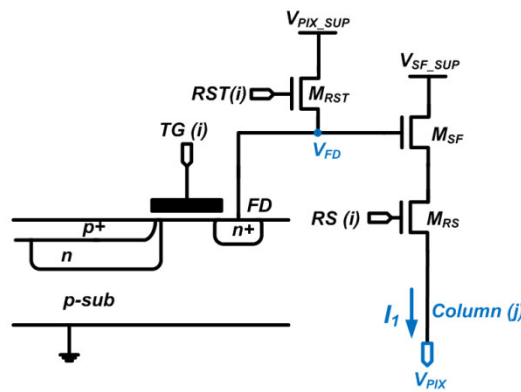 V_PIX_SUP
V_SF_SUP
RST(i)
M_RST
TG (i)
M_SF
V_FD
FD
p+
n+
RS (i)
M_RS
n
p-sub
I_1
Column (j)
V_PIX